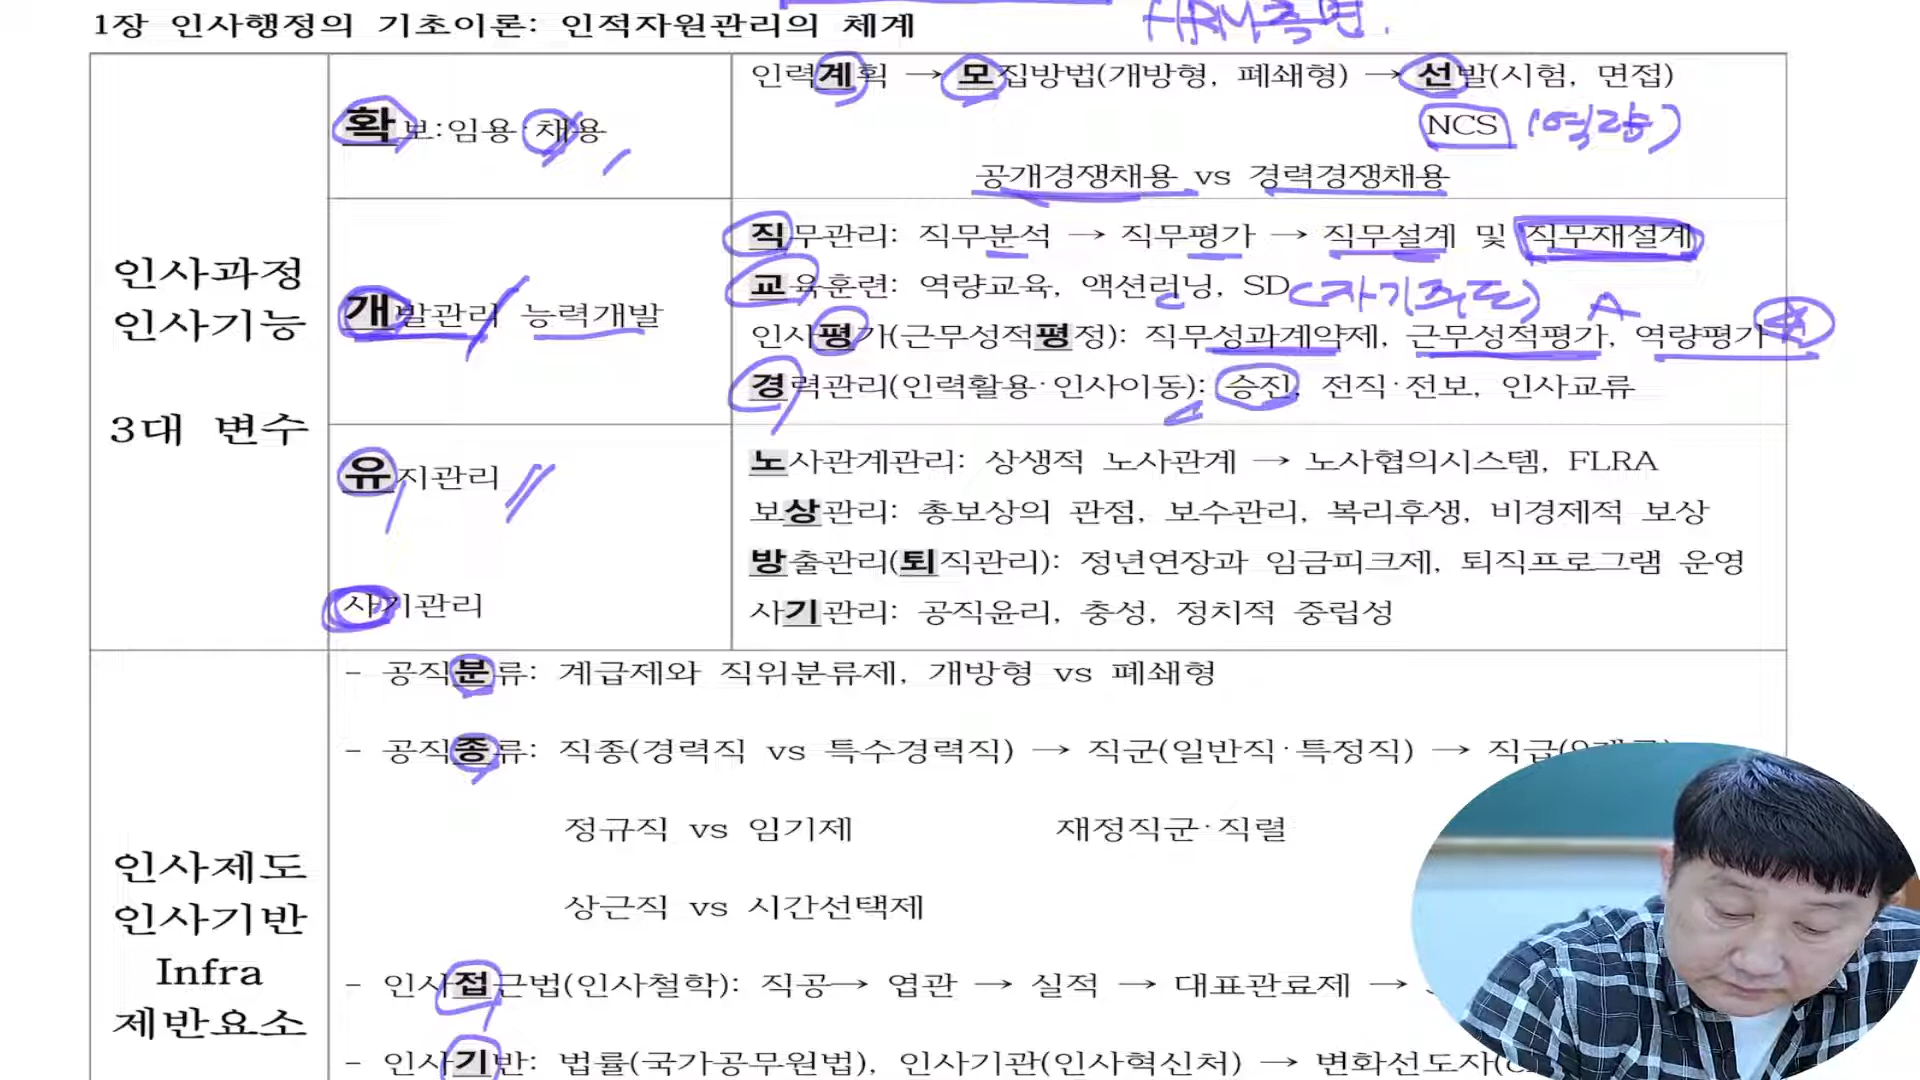 HRM측면.
1장 인사행정의 기초이론: 인적자원관리의 체계
인사과정
인사기능
3대 변수
확보:임용·채용
인력계획 → 모집방법(개방형, 폐쇄형) → 선발(시험, 면접)
NCS (역량)
공개경쟁채용 vs 경력경쟁채용
개발관리 능력개발
직무관리: 직무분석 → 직무평가 → 직무설계 및 직무재설계
교육훈련: 역량교육, 액션러닝, SD (자기주도) A
인사평가(근무성적평정): 직무성과계약제, 근무성적평가, 역량평가
경력관리(인력활용·인사이동): 승진, 전직·전보, 인사교류
유지관리
사기관리
노사관계관리: 상생적 노사관계 → 노사협의시스템, FLRA
보상관리: 총보상의 관점, 보수관리, 복리후생, 비경제적 보상
방출관리(퇴직관리): 정년연장과 임금피크제, 퇴직프로그램 운영
사기관리: 공직윤리, 충성, 정치적 중립성
인사제도
인사기반
Infra
제반요소
- 공직분류: 계급제와 직위분류제, 개방형 vs 폐쇄형
- 공직종류: 직종(경력직 vs 특수경력직) → 직군(일반직·특정직) → 직급
정규직 vs 임기제 재정직군·직렬
상근직 vs 시간선택제
- 인사접근법(인사철학): 직공→ 엽관 → 실적 → 대표관료제 →
- 인사기반: 법률(국가공무원법), 인사기관(인사혁신처) → 변화선도자